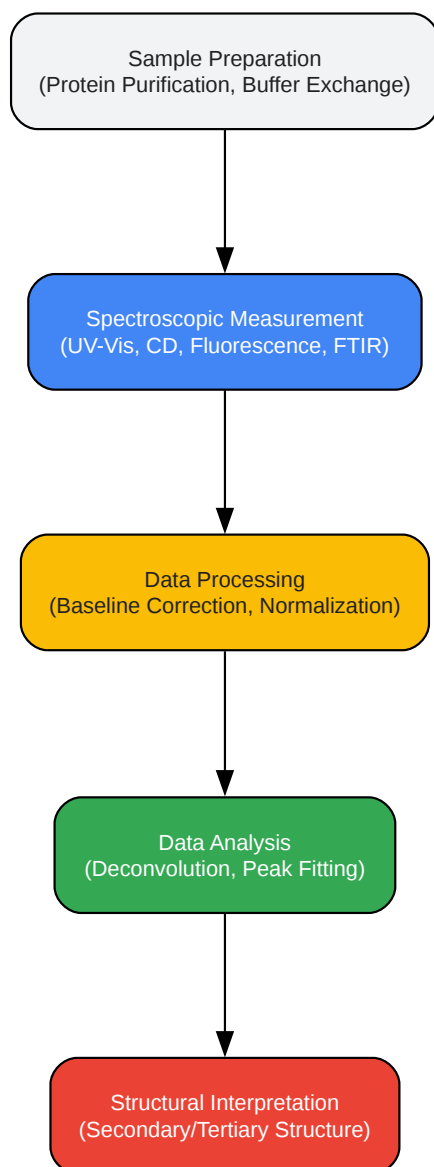 Sample Preparation
(Protein Purification, Buffer Exchange)
Spectroscopic Measurement
(UV-Vis, CD, Fluorescence, FTIR)
Data Processing
(Baseline Correction, Normalization)
Data Analysis
(Deconvolution, Peak Fitting)
Structural Interpretation
(Secondary/Tertiary Structure)